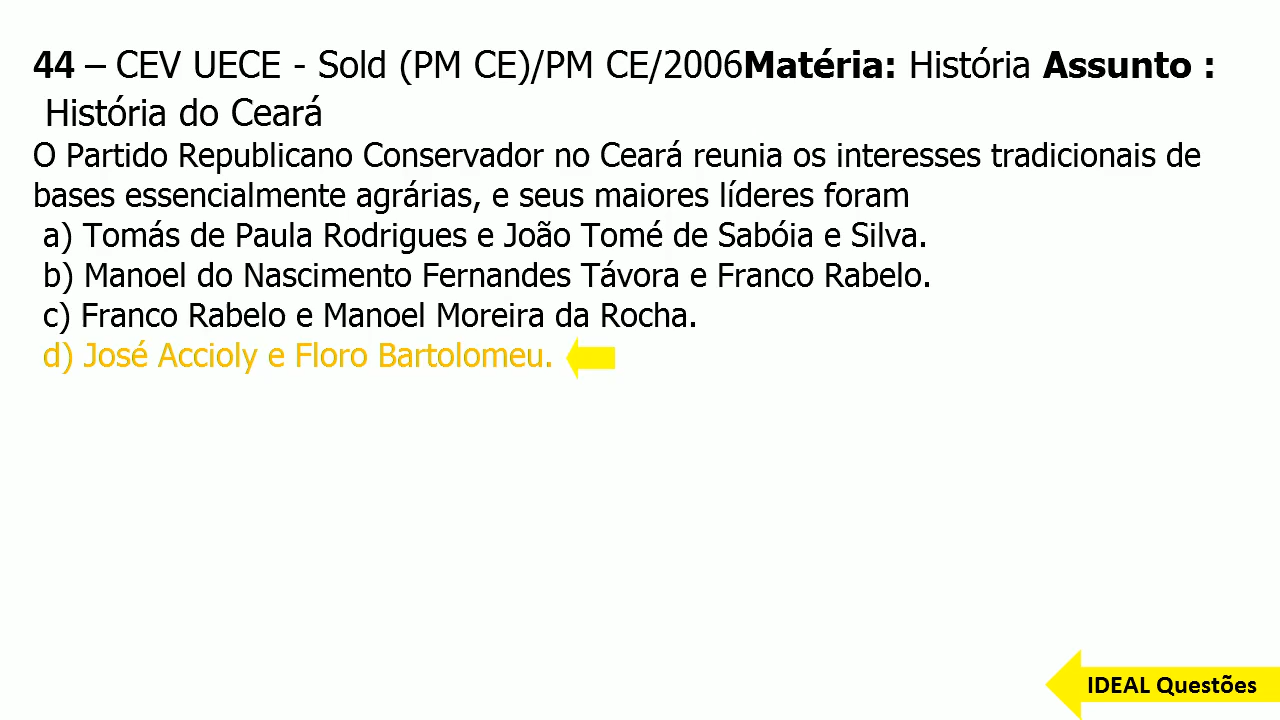 44 – CEV UECE - Sold (PM CE)/PM CE/2006Matéria: História Assunto :
História do Ceará
O Partido Republicano Conservador no Ceará reunia os interesses tradicionais de
bases essencialmente agrárias, e seus maiores líderes foram
a) Tomás de Paula Rodrigues e João Tomé de Sabóia e Silva.
b) Manoel do Nascimento Fernandes Távora e Franco Rabelo.
c) Franco Rabelo e Manoel Moreira da Rocha.
d) José Accioly e Floro Bartolomeu.
IDEAL Questões